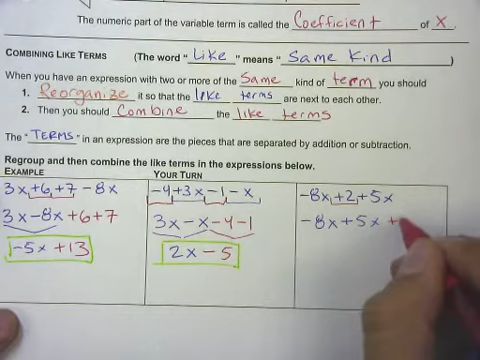 The numeric part of the variable term is called the Coefficient of x.
COMBINING LIKE TERMS (The word "Like" means "Same Kind)
When you have an expression with two or more of the Same kind of term you should
1. Reorganize it so that the like terms are next to each other.
2. Then you should Combine the like terms
The "TERMS" in an expression are the pieces that are separated by addition or subtraction.
Regroup and then combine the like terms in the expressions below.
EXAMPLE
3x+6+7-8x
3x-8x+6+7
-5x+13
YOUR TURN
-4+3x-1-x
3x-x-4-1
2x-5
-8x+2+5x
-8x+5x +